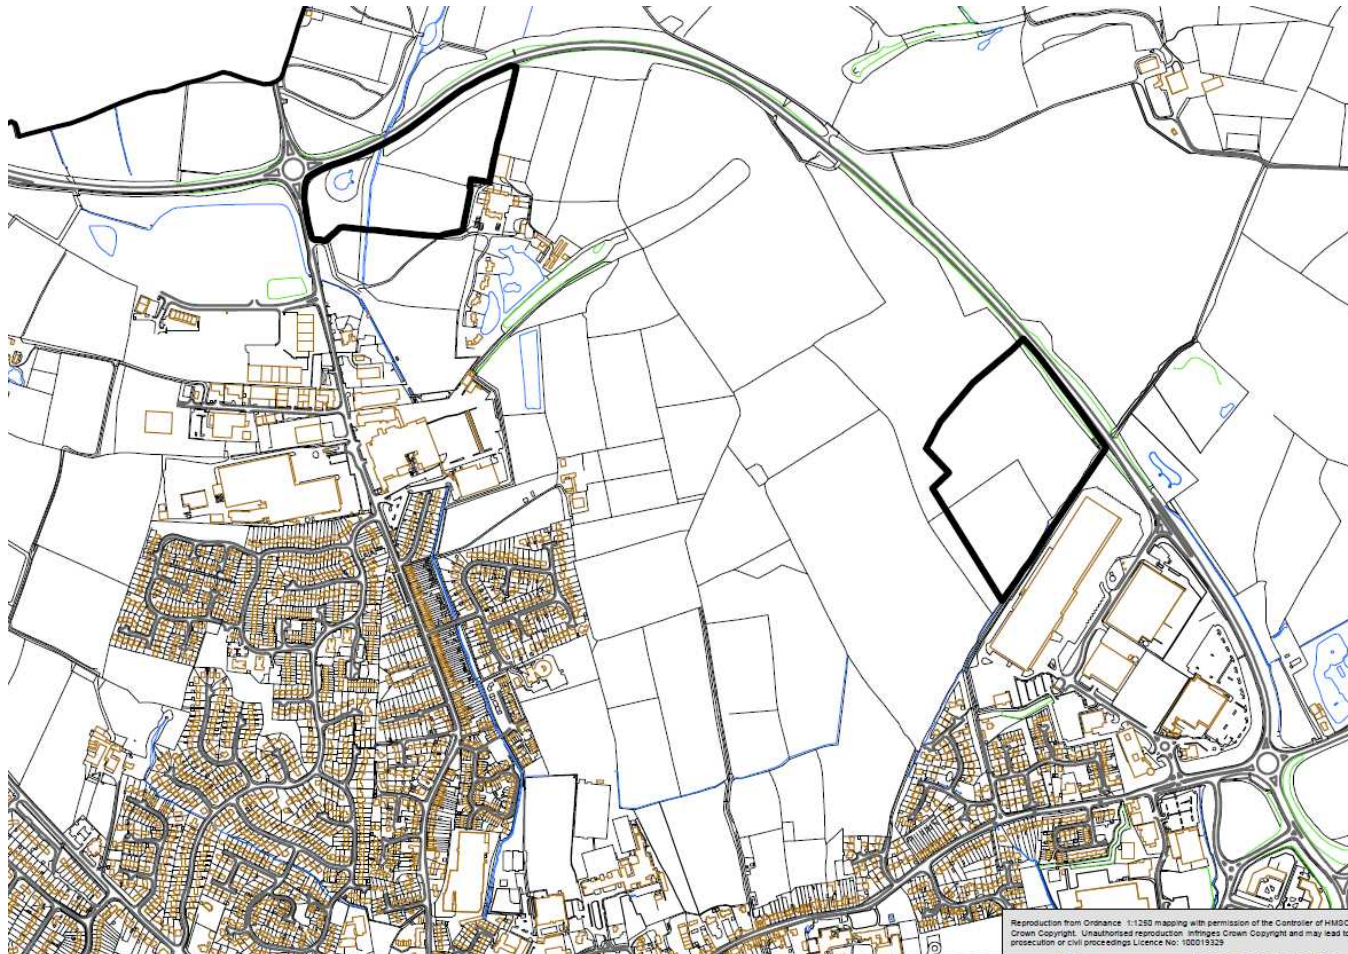 Reproduction from Ordnance 1:1250 mapping with permission of the Controller of HMSO
Crown Copyright. Unauthorised reproduction infringes Crown Copyright and may lead to
prosecution or civil proceedings Licence No: 100019329